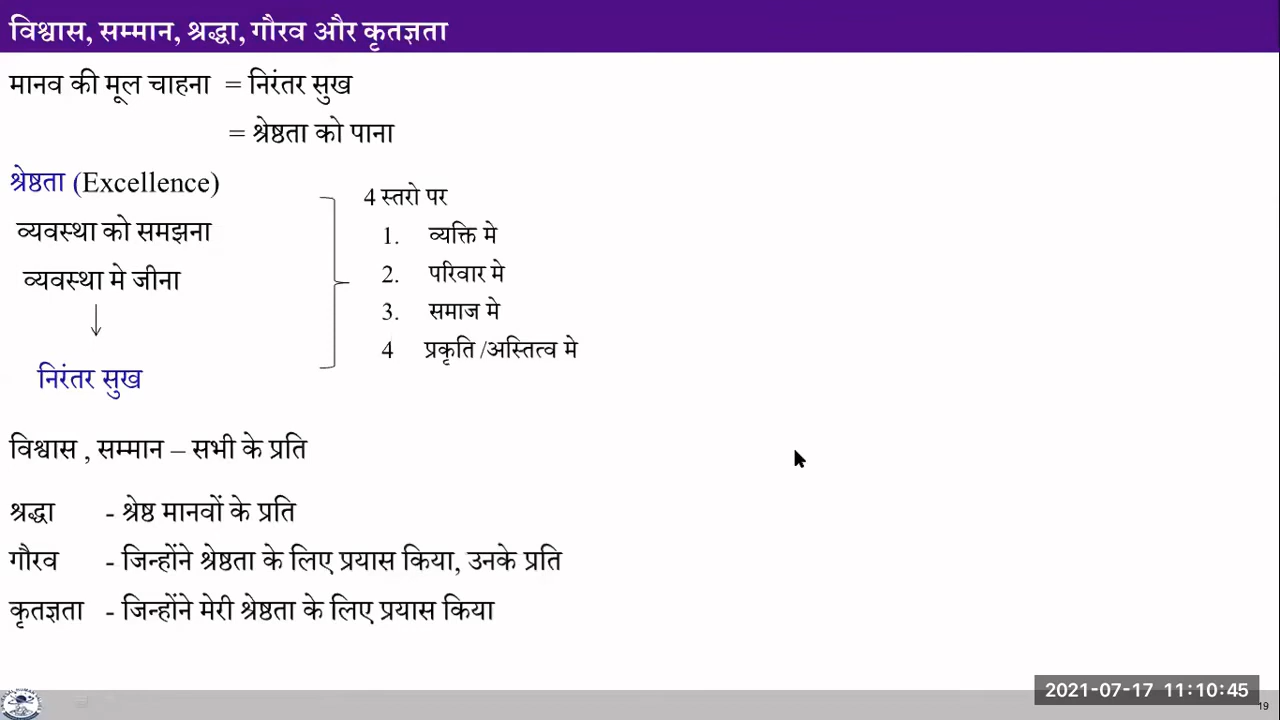 विश्वास, सम्मान, श्रद्धा, गौरव और कृतज्ञता
मानव की मूल चाहना = निरंतर सुख
= श्रेष्ठता को पाना
श्रेष्ठता (Excellence)
व्यवस्था को समझना
व्यवस्था मे जीना
निरंतर सुख
4 स्तरो पर
1. व्यक्ति मे
2. परिवार मे
3. समाज मे
4 प्रकृति /अस्तित्व मे
विश्वास , सम्मान – सभी के प्रति
श्रद्धा - श्रेष्ठ मानवों के प्रति
गौरव - जिन्होंने श्रेष्ठता के लिए प्रयास किया, उनके प्रति
कृतज्ञता - जिन्होंने मेरी श्रेष्ठता के लिए प्रयास किया
2021-07-17 11:10:45
19